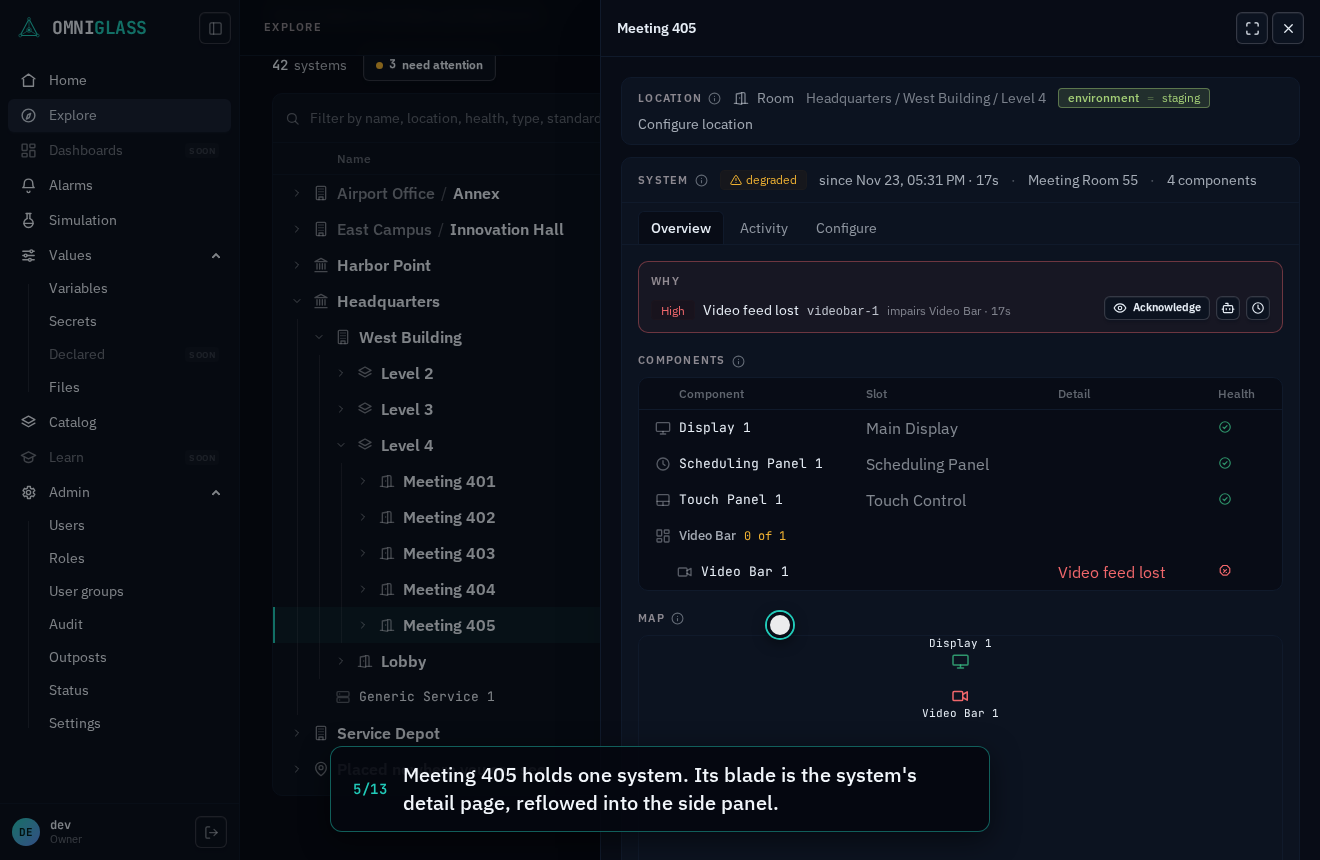 OMNIGLASS
Home
Explore
Dashboards SOON
Alarms
Simulation
Values
Variables
Secrets
Declared SOON
Files
Catalog
Learn SOON
Admin
Users
Roles
User groups
Audit
Outposts
Status
Settings
DE dev
Owner
EXPLORE
42 systems 3 need attention
Filter by name, location, health, type, standard
Name
Airport Office / Annex
East Campus / Innovation Hall
Harbor Point
Headquarters
West Building
Level 2
Level 3
Level 4
Meeting 401
Meeting 402
Meeting 403
Meeting 404
Meeting 405
Lobby
Generic Service 1
Service Depot
Meeting 405
LOCATION Room Headquarters / West Building / Level 4 environment = staging
Configure location
SYSTEM degraded since Nov 23, 05:31 PM · 17s · Meeting Room 55 · 4 components
Overview Activity Configure
WHY
High Video feed lost videobar-1 impairs Video Bar · 17s Acknowledge
COMPONENTS
Component Slot Detail Health
Display 1 Main Display
Scheduling Panel 1 Scheduling Panel
Touch Panel 1 Touch Control
Video Bar 0 of 1
Video Bar 1 Video feed lost
MAP
Display 1
Video Bar 1
5/13 Meeting 405 holds one system. Its blade is the system's
detail page, reflowed into the side panel.